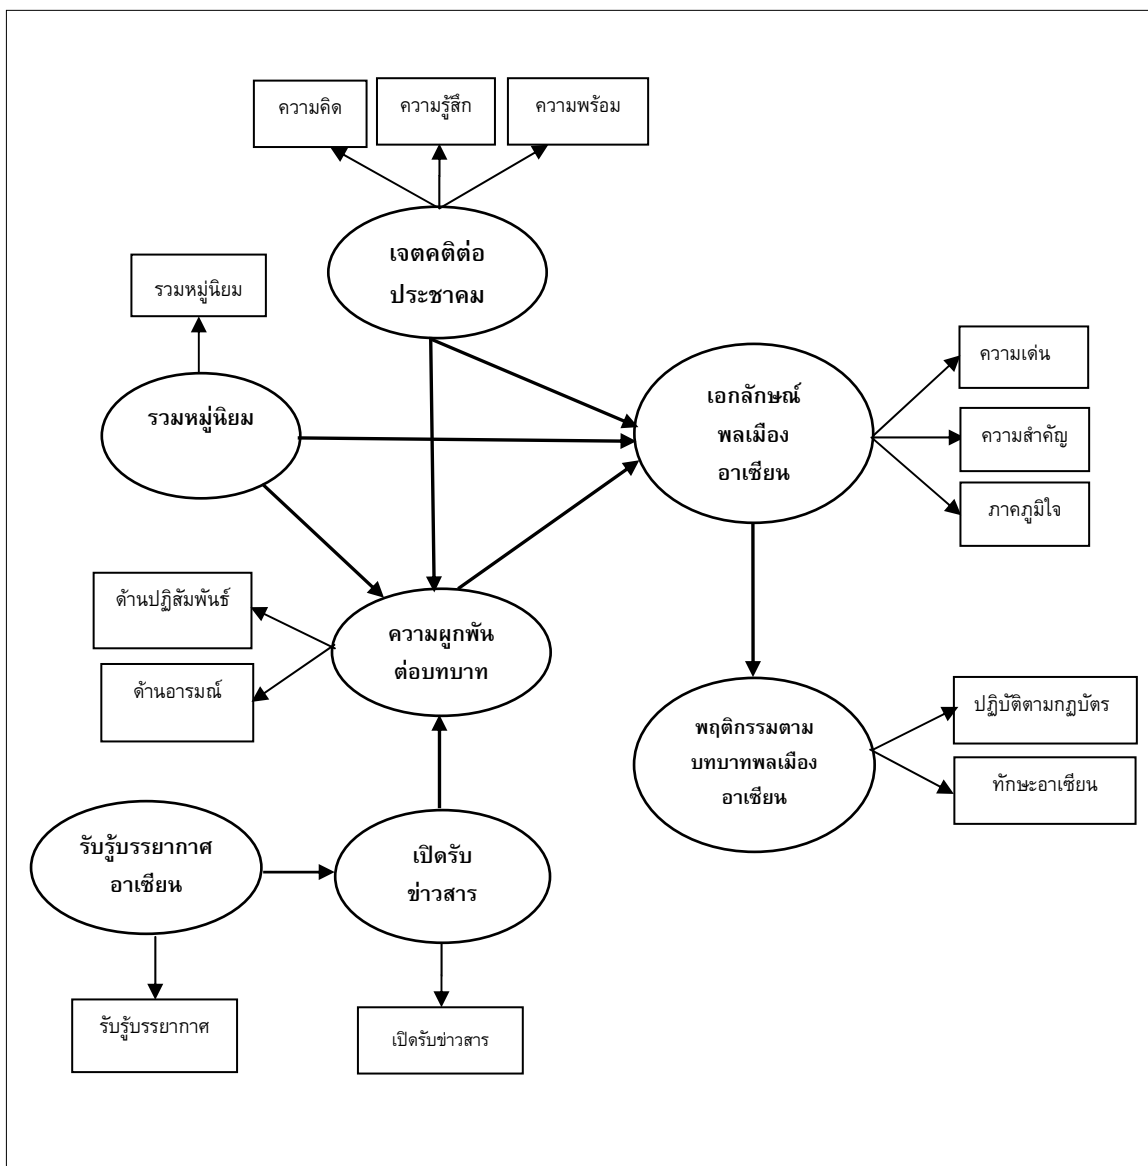 ความคิด
ความรู้สึก
ความพร้อม
เจตคติต่อ
ประชาคม
รวมหมู่นิยม
รวมหมู่นิยม
เอกลักษณ์
พลเมือง
อาเซียน
ความเด่น
ความสำคัญ
ภาคภูมิใจ
ด้านปฏิสัมพันธ์
ด้านอารมณ์
ความผูกพัน
ต่อบทบาท
พฤติกรรมตาม
บทบาทพลเมือง
อาเซียน
ปฏิบัติตามกฎบัตร
ทักษะอาเซียน
รับรู้บรรยากาศ
อาเซียน
เปิดรับ
ข่าวสาร
รับรู้บรรยากาศ
เปิดรับข่าวสาร